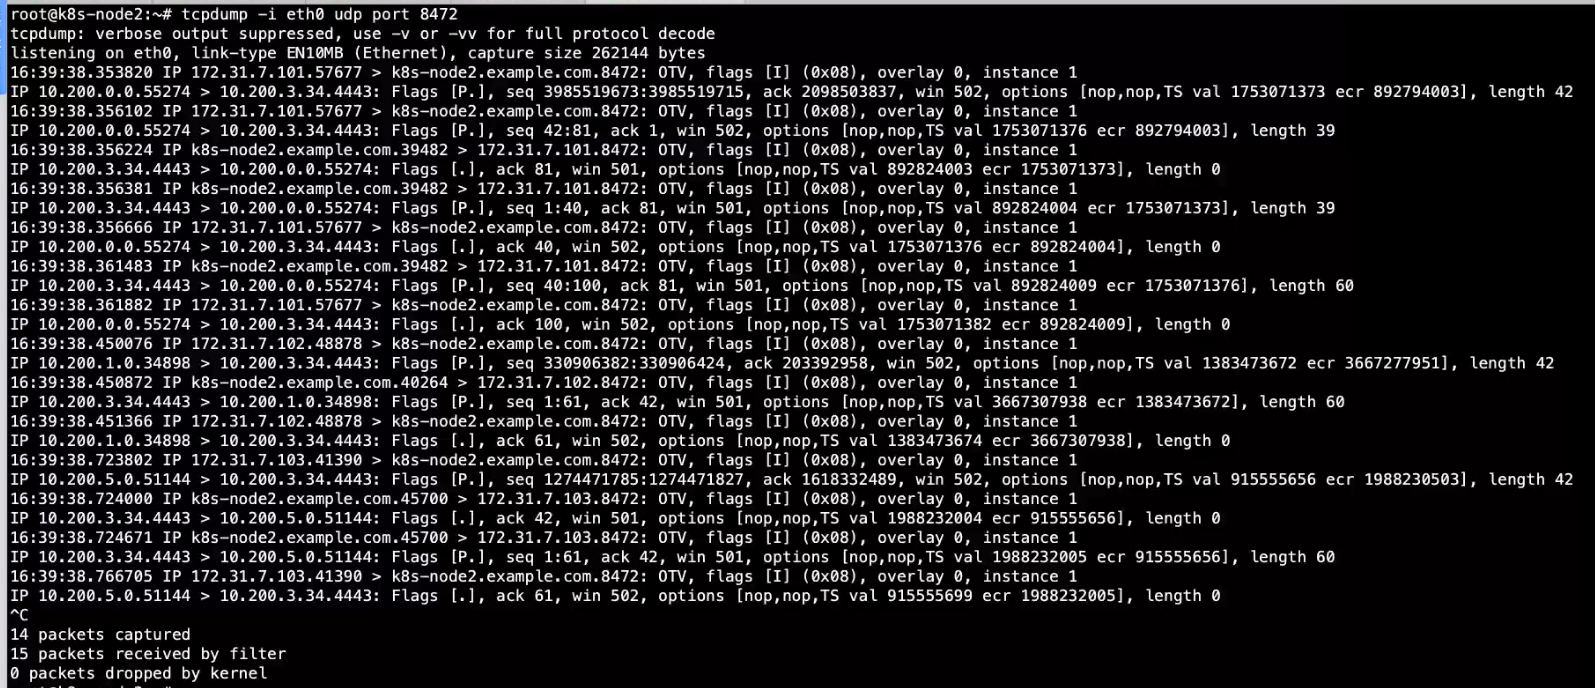 root@k8s-node2:~# tcpdump -i eth0 udp port 8472
tcpdump: verbose output suppressed, use -v or -vv for full protocol decode
listening on eth0, link-type EN10MB (Ethernet), capture size 262144 bytes
16:39:38.353820 IP 172.31.7.101.57677 > k8s-node2.example.com.8472: OTV, flags [I] (0x08), overlay 0, instance 1
IP 10.200.0.0.55274 > 10.200.3.34.4443: Flags [P.], seq 3985519673:3985519715, ack 2098503837, win 502, options [nop,nop,TS val 1753071373 ecr 892794003], length 42
16:39:38.356102 IP 172.31.7.101.57677 > k8s-node2.example.com.8472: OTV, flags [I] (0x08), overlay 0, instance 1
IP 10.200.0.0.55274 > 10.200.3.34.4443: Flags [P.], seq 42:81, ack 1, win 502, options [nop,nop,TS val 1753071376 ecr 892794003], length 39
16:39:38.356224 IP k8s-node2.example.com.39482 > 172.31.7.101.8472: OTV, flags [I] (0x08), overlay 0, instance 1
IP 10.200.3.34.4443 > 10.200.0.0.55274: Flags [.], ack 81, win 501, options [nop,nop,TS val 892824003 ecr 1753071373], length 0
16:39:38.356381 IP k8s-node2.example.com.39482 > 172.31.7.101.8472: OTV, flags [I] (0x08), overlay 0, instance 1
IP 10.200.3.34.4443 > 10.200.0.0.55274: Flags [P.], seq 1:40, ack 81, win 501, options [nop,nop,TS val 892824004 ecr 1753071373], length 39
16:39:38.356666 IP 172.31.7.101.57677 > k8s-node2.example.com.8472: OTV, flags [I] (0x08), overlay 0, instance 1
IP 10.200.0.0.55274 > 10.200.3.34.4443: Flags [.], ack 40, win 502, options [nop,nop,TS val 1753071376 ecr 892824004], length 0
16:39:38.361483 IP k8s-node2.example.com.39482 > 172.31.7.101.8472: OTV, flags [I] (0x08), overlay 0, instance 1
IP 10.200.3.34.4443 > 10.200.0.0.55274: Flags [P.], seq 40:100, ack 81, win 501, options [nop,nop,TS val 892824009 ecr 1753071376], length 60
16:39:38.361882 IP 172.31.7.101.57677 > k8s-node2.example.com.8472: OTV, flags [I] (0x08), overlay 0, instance 1
IP 10.200.0.0.55274 > 10.200.3.34.4443: Flags [.], ack 100, win 502, options [nop,nop,TS val 1753071382 ecr 892824009], length 0
16:39:38.450076 IP 172.31.7.102.48878 > k8s-node2.example.com.8472: OTV, flags [I] (0x08), overlay 0, instance 1
IP 10.200.1.0.34898 > 10.200.3.34.4443: Flags [P.], seq 330906382:330906424, ack 203392958, win 502, options [nop,nop,TS val 1383473672 ecr 3667277951], length 42
16:39:38.450872 IP k8s-node2.example.com.40264 > 172.31.7.102.8472: OTV, flags [I] (0x08), overlay 0, instance 1
IP 10.200.3.34.4443 > 10.200.1.0.34898: Flags [P.], seq 1:61, ack 42, win 501, options [nop,nop,TS val 3667307938 ecr 1383473672], length 60
16:39:38.451366 IP 172.31.7.102.48878 > k8s-node2.example.com.8472: OTV, flags [I] (0x08), overlay 0, instance 1
IP 10.200.1.0.34898 > 10.200.3.34.4443: Flags [.], ack 61, win 502, options [nop,nop,TS val 1383473674 ecr 3667307938], length 0
16:39:38.723802 IP 172.31.7.103.41390 > k8s-node2.example.com.8472: OTV, flags [I] (0x08), overlay 0, instance 1
IP 10.200.5.0.51144 > 10.200.3.34.4443: Flags [P.], seq 1274471785:1274471827, ack 1618332489, win 502, options [nop,nop,TS val 915555656 ecr 1988230503], length 42
16:39:38.724000 IP k8s-node2.example.com.45700 > 172.31.7.103.8472: OTV, flags [I] (0x08), overlay 0, instance 1
IP 10.200.3.34.4443 > 10.200.5.0.51144: Flags [.], ack 42, win 501, options [nop,nop,TS val 1988232004 ecr 915555656], length 0
16:39:38.724671 IP k8s-node2.example.com.45700 > 172.31.7.103.8472: OTV, flags [I] (0x08), overlay 0, instance 1
IP 10.200.3.34.4443 > 10.200.5.0.51144: Flags [P.], seq 1:61, ack 42, win 501, options [nop,nop,TS val 1988232005 ecr 915555656], length 60
16:39:38.766705 IP 172.31.7.103.41390 > k8s-node2.example.com.8472: OTV, flags [I] (0x08), overlay 0, instance 1
IP 10.200.5.0.51144 > 10.200.3.34.4443: Flags [.], ack 61, win 502, options [nop,nop,TS val 915555699 ecr 1988232005], length 0
^C
14 packets captured
15 packets received by filter
0 packets dropped by kernel